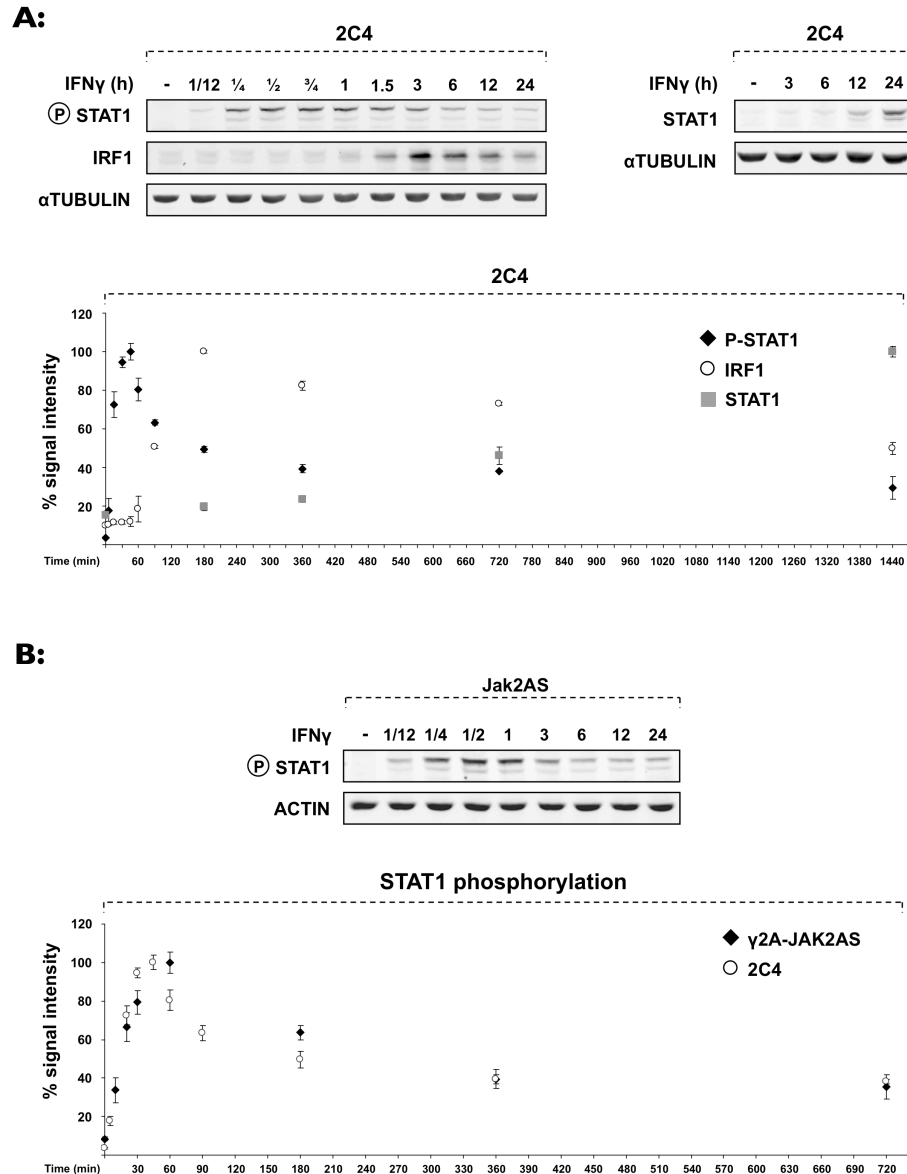 A:
2C4
IFNγ (h) - 1/12 ¼ ½ ¾ 1 1.5 3 6 12 24
Ⓟ STAT1
IRF1
αTUBULIN
2C4
IFNγ (h) - 3 6 12 24
STAT1
αTUBULIN
2C4
% signal intensity
120
100
80
60
40
20
P-STAT1
IRF1
STAT1
Time (min) 60 120 180 240 300 360 420 480 540 600 660 720 780 840 900 960 1020 1080 1140 1200 1260 1320 1380 1440
B:
Jak2AS
IFNγ - 1/12 1/4 1/2 1 3 6 12 24
Ⓟ STAT1
ACTIN
STAT1 phosphorylation
% signal intensity
120
100
80
60
40
20
γ2A-JAK2AS
2C4
Time (min) 30 60 90 120 150 180 210 240 270 300 330 360 390 420 450 480 510 540 570 600 630 660 690 720